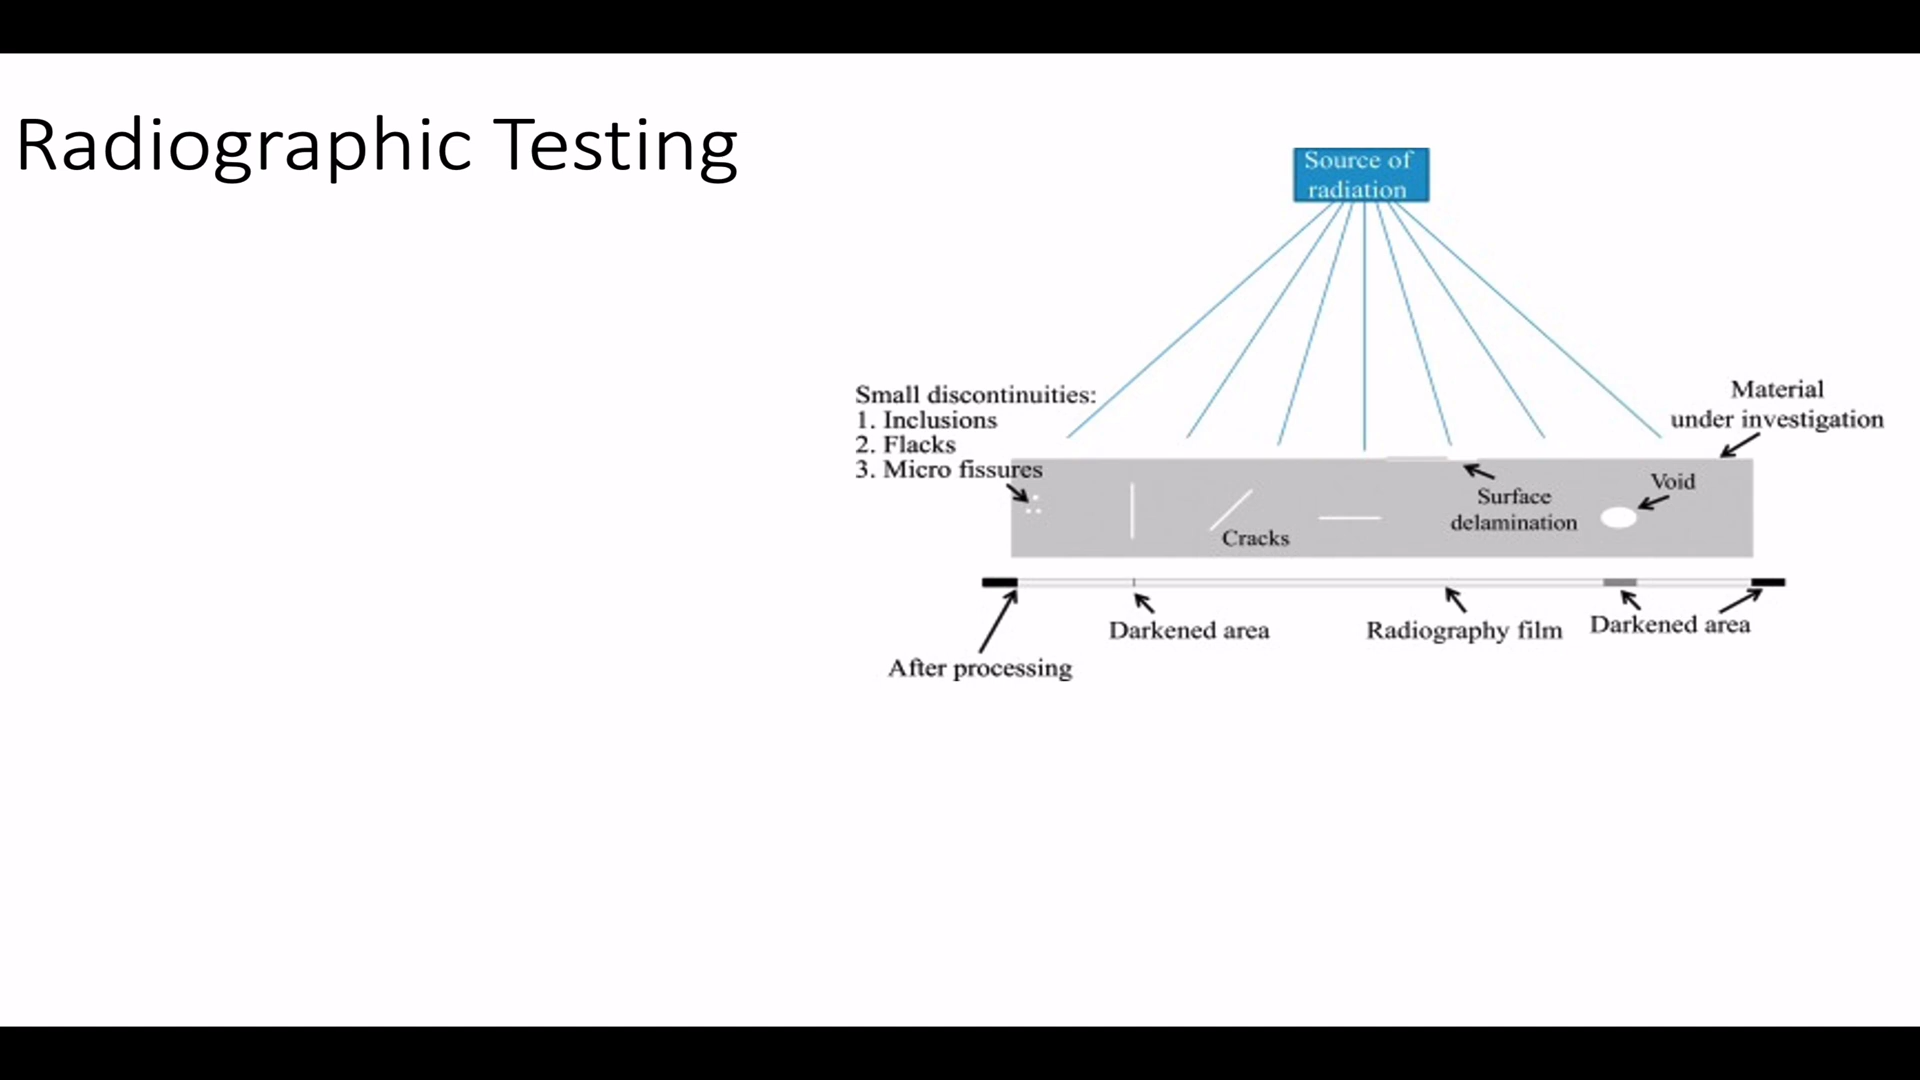 Radiographic Testing
Source of
radiation
Small discontinuities:
1. Inclusions
2. Flacks
3. Micro fissures
Material
under investigation
Void
Surface
delamination
Cracks
Darkened area
Radiography film
Darkened area
After processing